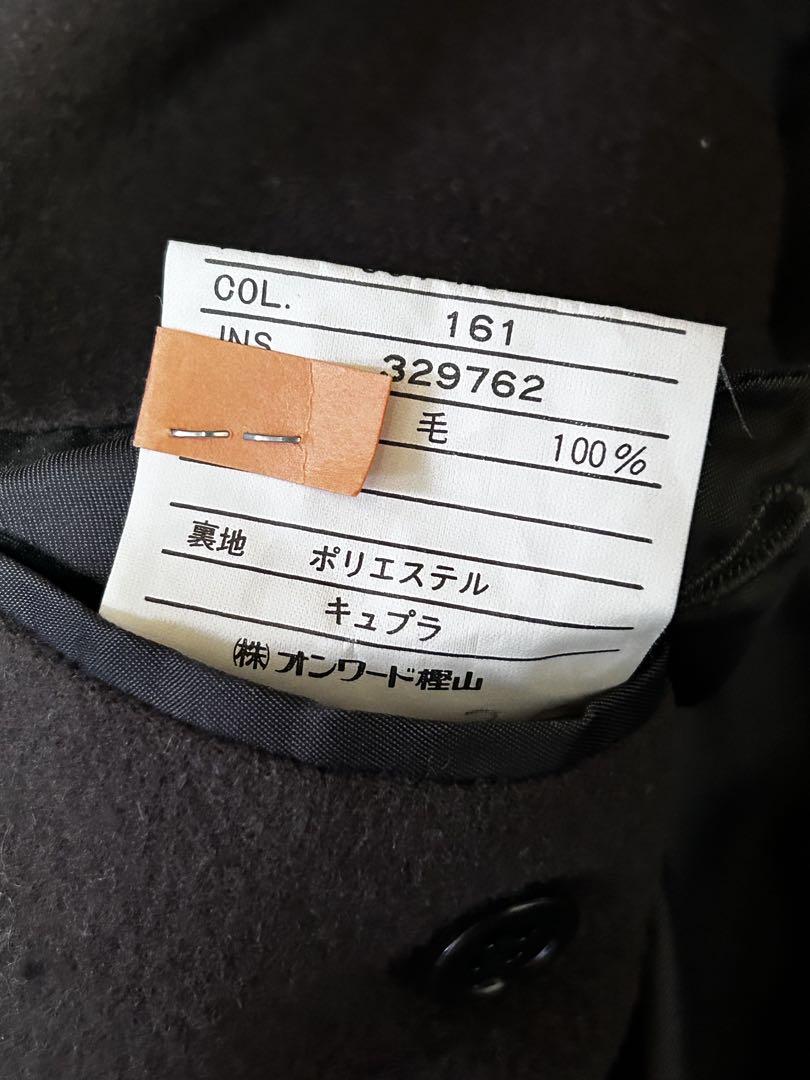 COL. 161
INS 329762
毛 100%
裏地 ポリエステル
キュプラ
(株)オンワード樫山